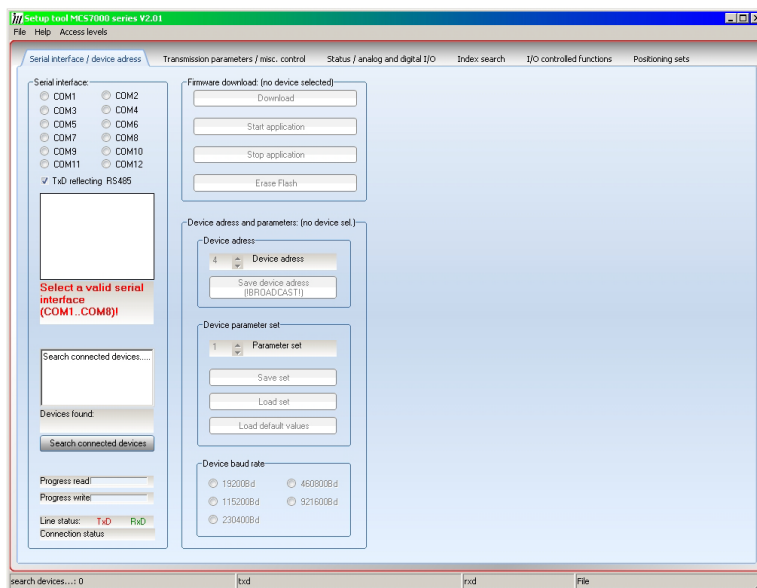 Setup tool MCS7000 series V2.01
File Help Access levels
Serial interface / device adress
Transmission parameters / misc. control
Status / analog and digital I/O
Index search
I/O controlled functions
Positioning sets
Serial interface:
COM1 COM2
COM3 COM4
COM5 COM6
COM7 COM8
COM9 COM10
COM11 COM12
TxD reflecting RS485
Select a valid serial
interface
(COM1..COM8)!
Search connected devices.....
Devices found:
Search connected devices
Progress read
Progress write
Line status: TxD RxD
Connection status
Firmware download: (no device selected)
Download
Start application
Stop application
Erase Flash
Device adress and parameters: (no device sel.)
Device adress
4 Device adress
Save device adress
(!BROADCAST!)
Device parameter set
1 Parameter set
Save set
Load set
Load default values
Device baud rate
19200Bd 460800Bd
115200Bd 921600Bd
230400Bd
search devices...: 0
txd
rxd
File